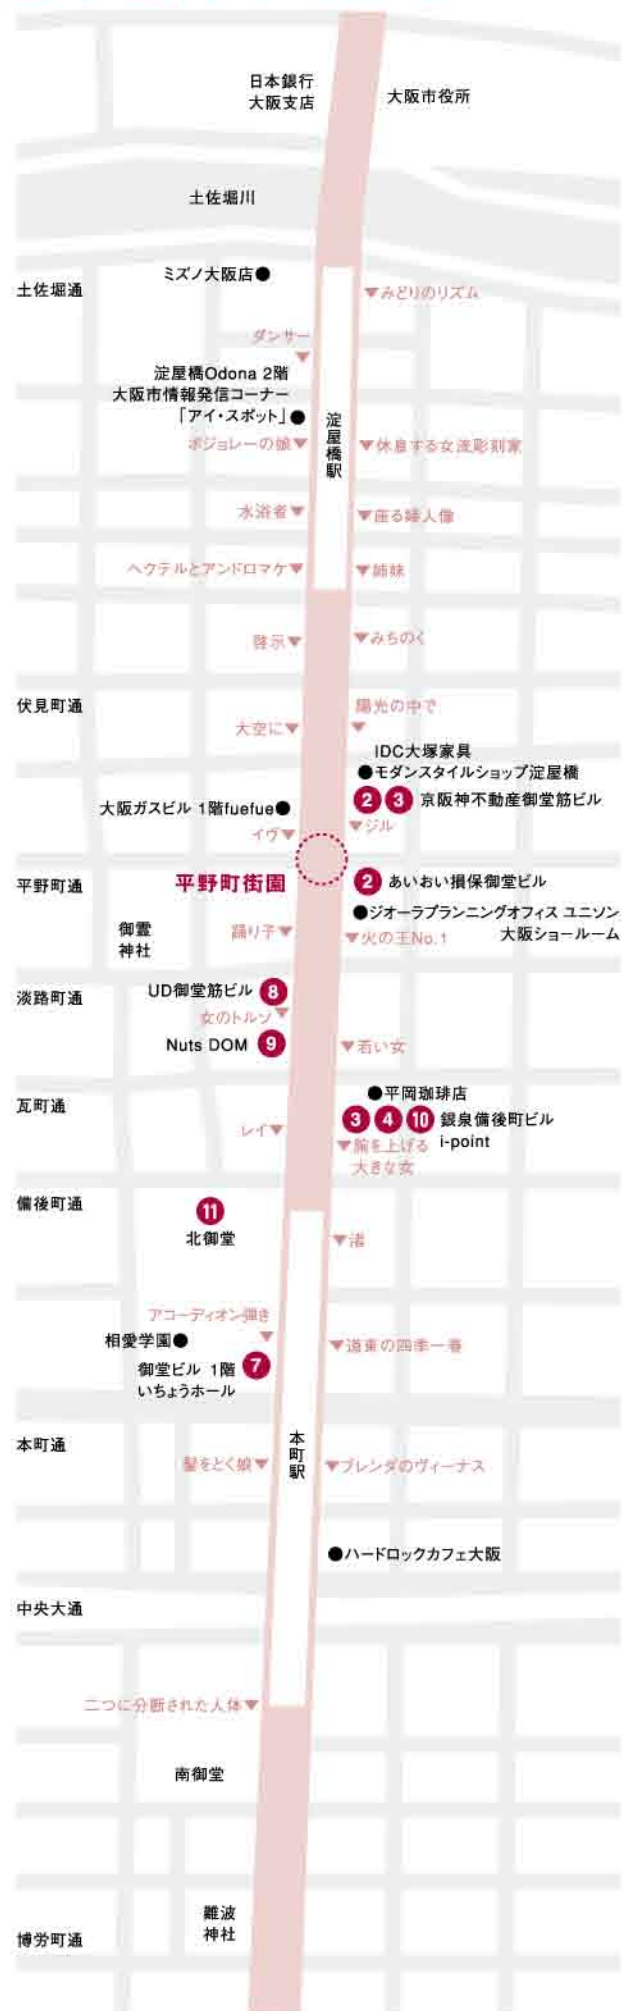 日本銀行
大阪支店
大阪市役所
土佐堀川
ミズノ大阪店●
土佐堀通
▼みどりのリズム
ダンサー
▼
淀屋橋Odona 2階
大阪市情報発信コーナー
「アイ・スポット」●
淀屋橋駅
ボジョレーの娘▼
▼休息する女流彫刻家
水浴者▼
▼座る婦人像
ヘクテルとアンドロマケ▼
▼姉妹
啓示▼
▼みちのく
伏見町通
陽光の中で
▼
大空に▼
IDC大塚家具
●モダンスタイルショップ淀屋橋
2 3 京阪神不動産御堂筋ビル
大阪ガスビル 1階fuefue●
▼ジル
イヴ▼
平野町通
平野町街園
2 あいおい損保御堂ビル
●ジオーラプランニングオフィス ユニソン
大阪ショールーム
御霊
神社
踊り子▼
▼火の王No.1
淡路町通
UD御堂筋ビル 8
女のトルソ▼
Nuts DOM 9
▼若い女
●平岡珈琲店
瓦町通
3 4 10 銀泉備後町ビル
i-point
レイ▼
▼腕を上げる
大きな女
備後町通
11
北御堂
▼渚
アコーディオン弾き
▼
相愛学園●
▼道東の四季ー春
御堂ビル 1階 7
いちょうホール
本町通
本町駅
髪をとく娘▼
▼ブレンダのヴィーナス
●ハードロックカフェ大阪
中央大通
二つに分断された人体▼
南御堂
難波
神社
博労町通